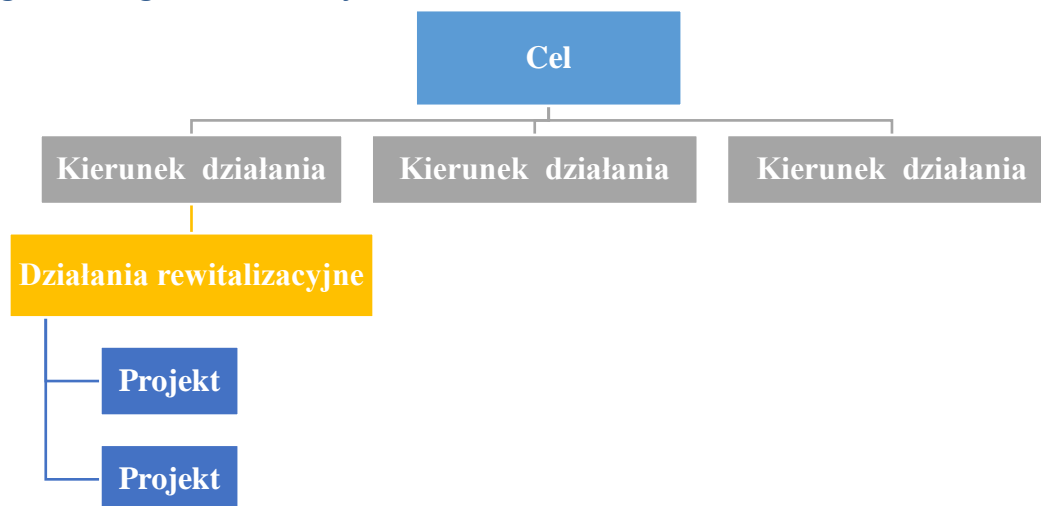 Cel
Kierunek działania
Kierunek działania
Kierunek działania
Działania rewitalizacyjne
Projekt
Projekt